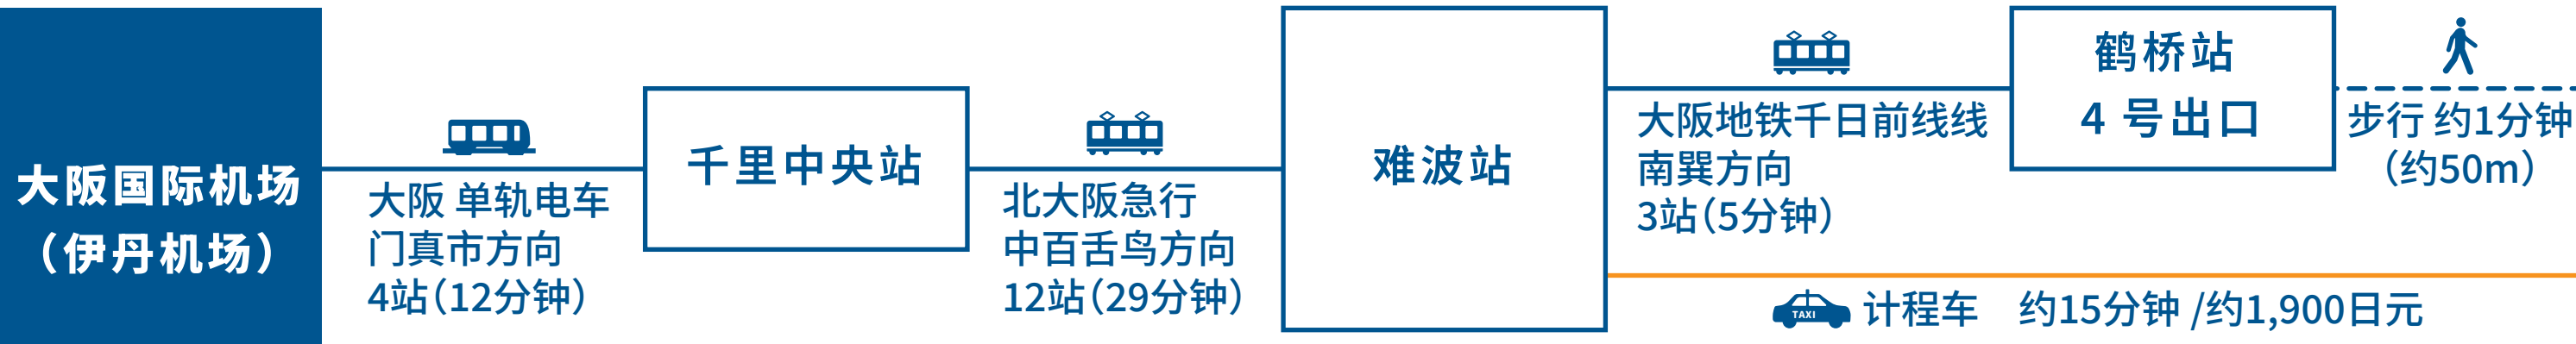 大阪国际机场
（伊丹机场）
大阪 单轨电车
门真市方向
4站（12分钟）
千里中央站
北大阪急行
中百舌鸟方向
12站（29分钟）
难波站
大阪地铁千日前线线
南巽方向
3站（5分钟）
鹤桥站
4 号出口
步行 约1分钟
（约50m）
TAXI
计程车　约15分钟 /约1,900日元